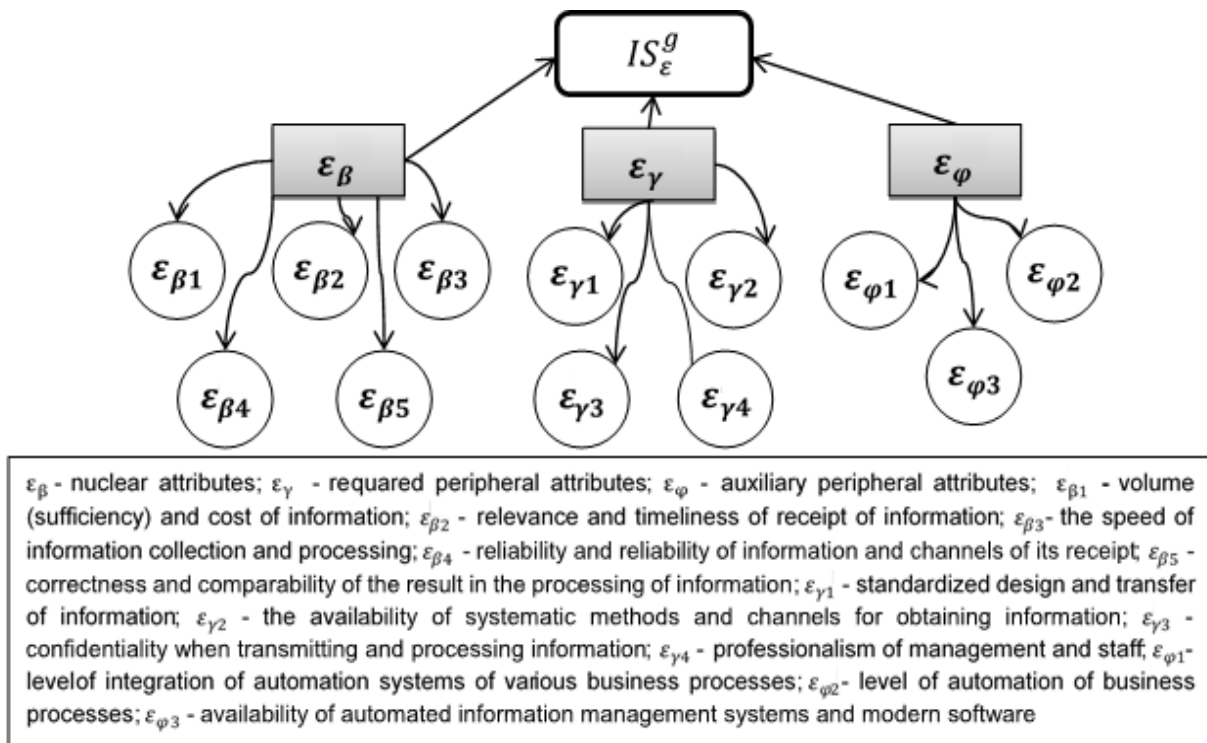 IS_ε^g
ε_β ε_γ ε_φ
ε_β1 ε_β2 ε_β3 ε_γ1 ε_γ2 ε_φ1 ε_φ2
ε_β4 ε_β5 ε_γ3 ε_γ4 ε_φ3
ε_β - nuclear attributes; ε_γ - requared peripheral attributes; ε_φ - auxiliary peripheral attributes; ε_β1 - volume
(sufficiency) and cost of information; ε_β2 - relevance and timeliness of receipt of information; ε_β3- the speed of
information collection and processing; ε_β4 - reliability and reliability of information and channels of its receipt; ε_β5 -
correctness and comparability of the result in the processing of information; ε_γ1 - standardized design and transfer
of information; ε_γ2 - the availability of systematic methods and channels for obtaining information; ε_γ3 -
confidentiality when transmitting and processing information; ε_γ4 - professionalism of management and staff; ε_φ1-
levelof integration of automation systems of various business processes; ε_φ2- level of automation of business
processes; ε_φ3 - availability of automated information management systems and modern software